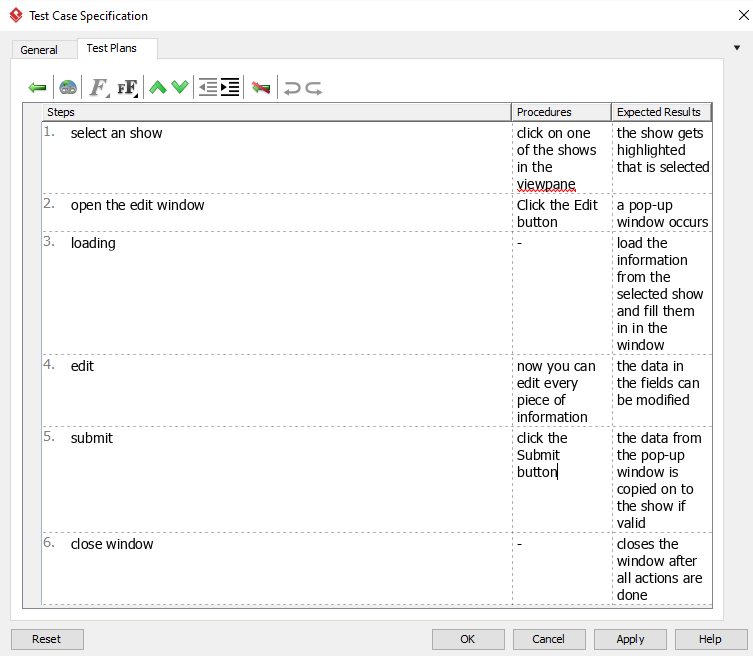 Test Case Specification
General
Test Plans
Steps
Procedures
Expected Results
1. select an show
click on one
of the shows
in the
viewpane
the show gets
highlighted
that is selected
2. open the edit window
Click the Edit
button
a pop-up
window occurs
3. loading
-
load the
information
from the
selected show
and fill them
in in the
window
4. edit
now you can
edit every
piece of
information
the data in
the fields can
be modified
5. submit
click the
Submit
button
the data from
the pop-up
window is
copied on to
the show if
valid
6. close window
-
closes the
window after
all actions are
done
Reset
OK
Cancel
Apply
Help